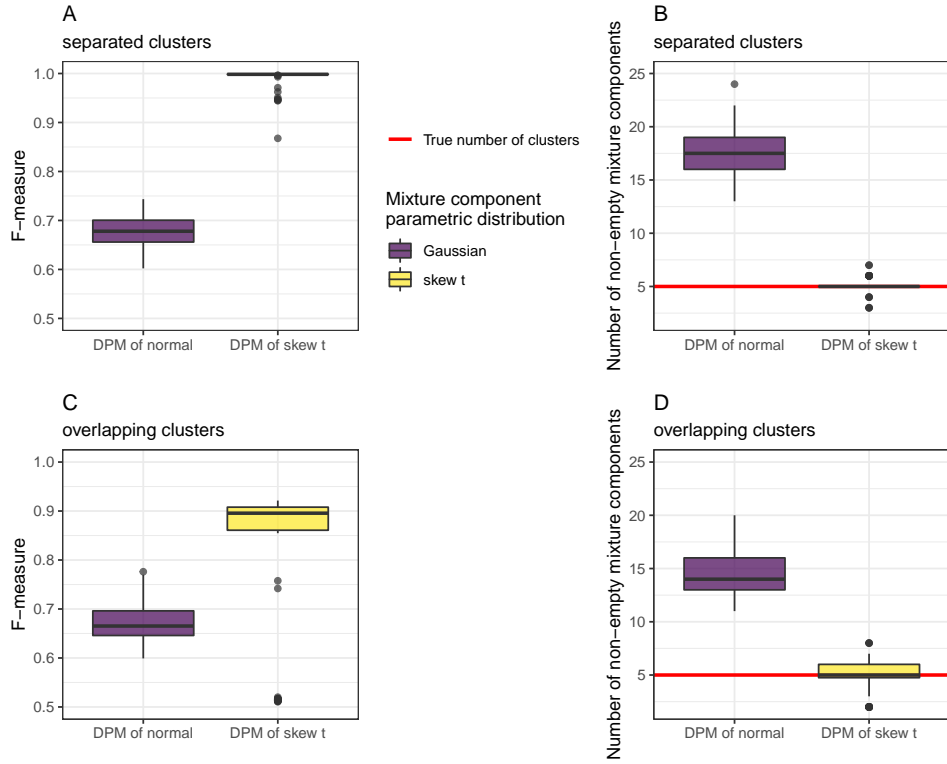 A
separated clusters
F−measure
1.0
0.9
0.8
0.7
0.6
0.5
DPM of normal
DPM of skew t
True number of clusters
Mixture component
parametric distribution
Gaussian
skew t
B
separated clusters
Number of non−empty mixture components
25
20
15
10
5
DPM of normal
DPM of skew t
C
overlapping clusters
F−measure
1.0
0.9
0.8
0.7
0.6
0.5
DPM of normal
DPM of skew t
D
overlapping clusters
Number of non−empty mixture components
25
20
15
10
5
DPM of normal
DPM of skew t